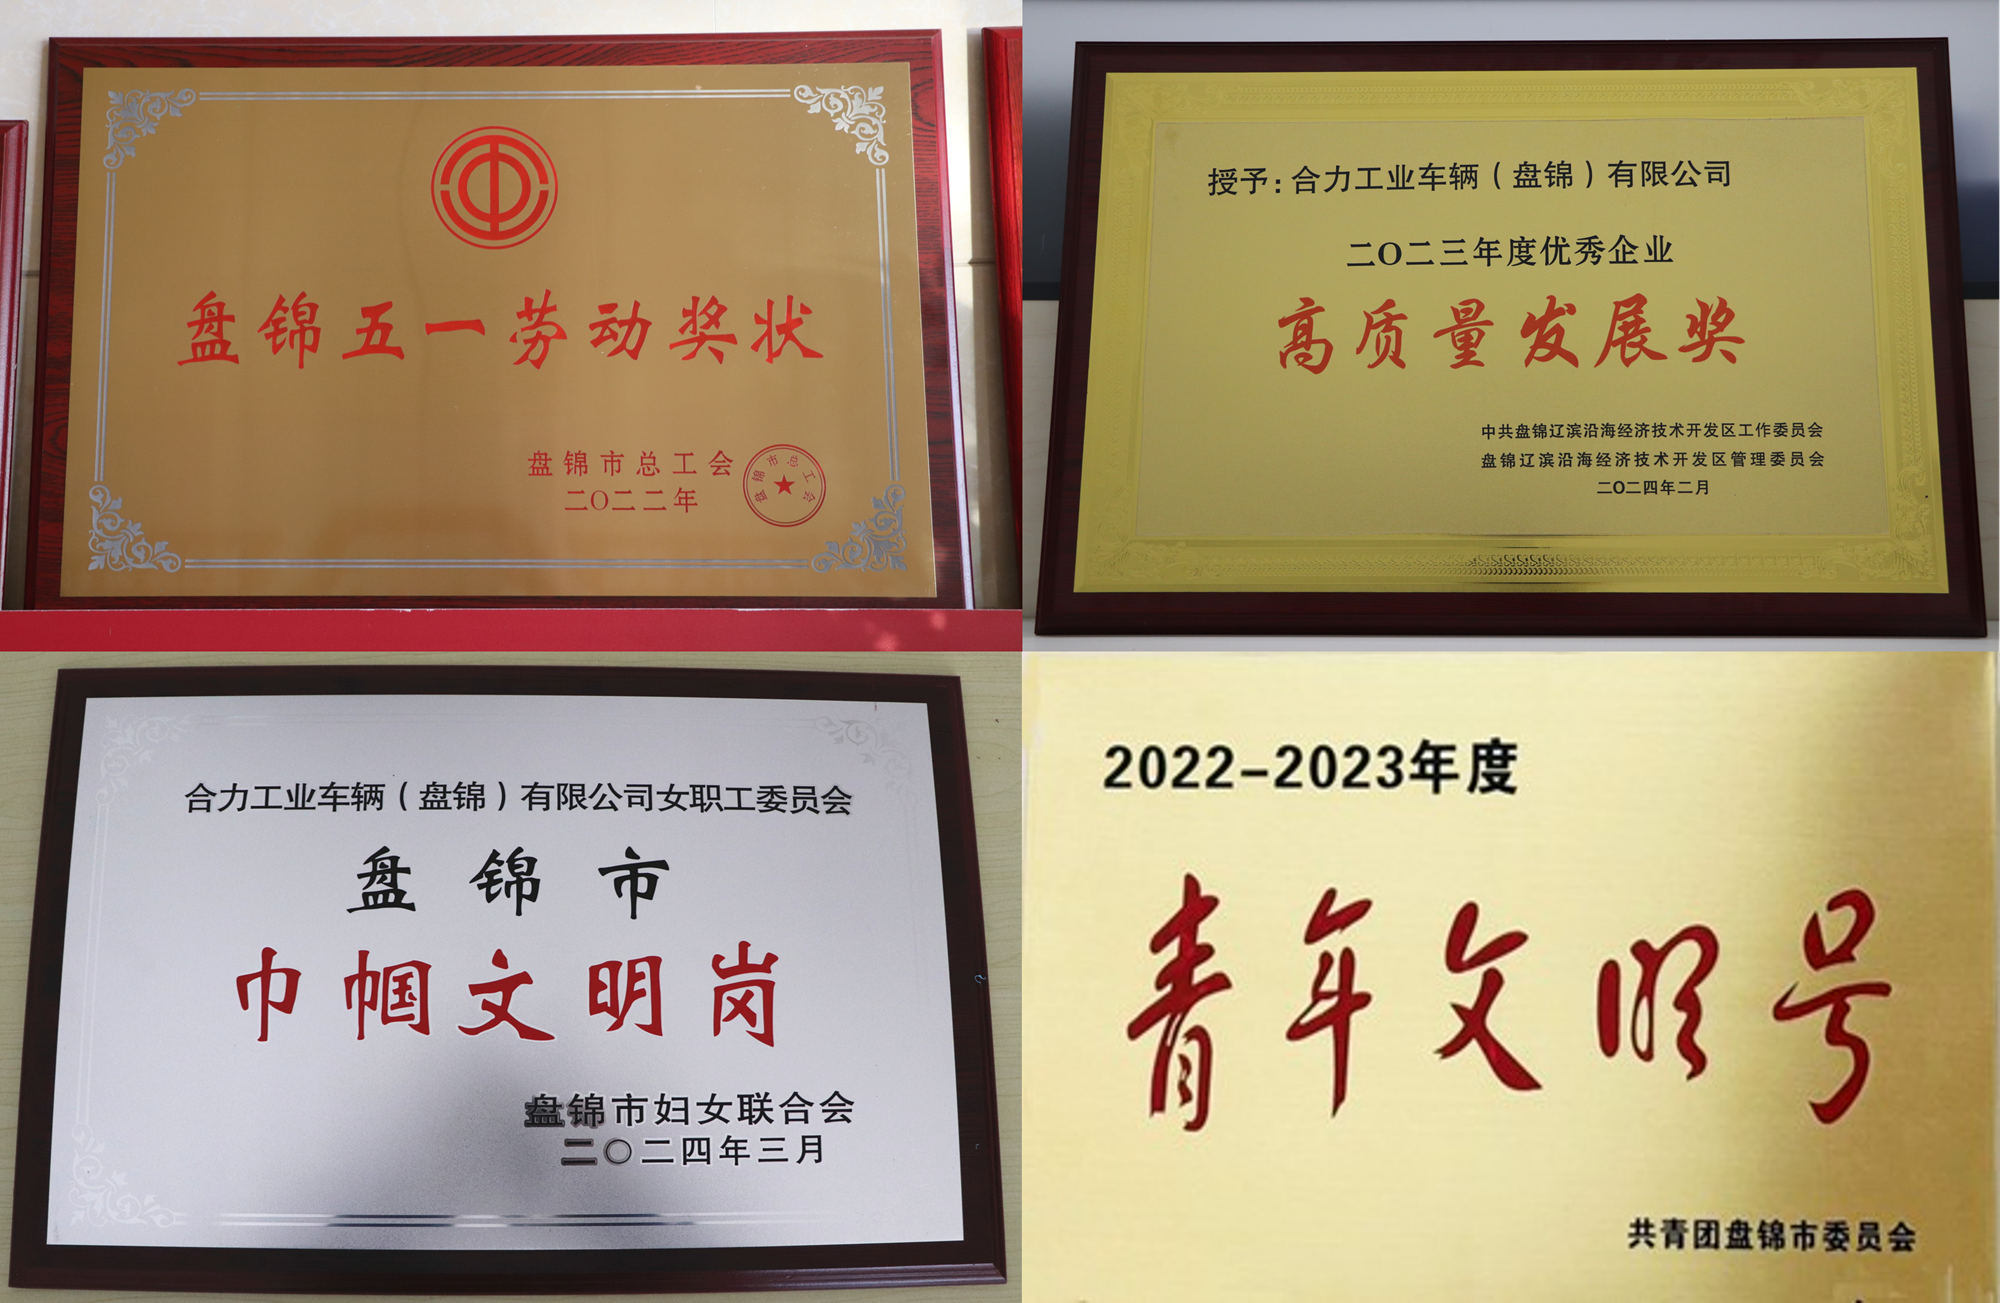 盘锦五一劳动奖状
盘锦市总工会
二〇二二年
盘锦市总工会
授予:合力工业车辆(盘锦)有限公司
二〇二三年度优秀企业
高质量发展奖
中共盘锦辽滨沿海经济技术开发区工作委员会
盘锦辽滨沿海经济技术开发区管理委员会
二〇二四年二月
合力工业车辆(盘锦)有限公司女职工委员会
盘锦市
巾帼文明岗
盘锦市妇女联合会
二〇二四年三月
2022-2023年度
青年文明号
共青团盘锦市委员会